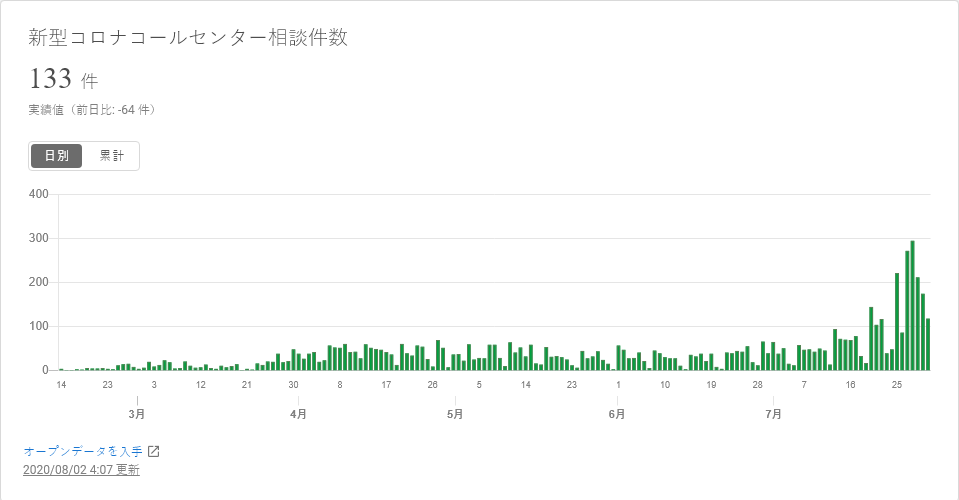 新型コロナコールセンター相談件数
133 件
実績値（前日比: -64 件）
日別 累計
400
300
200
100
0
14 23 3 12 21 30 8 17 26 5 14 23 1 10 19 28 7 16 25
3月 4月 5月 6月 7月
オープンデータを入手
2020/08/02 4:07 更新